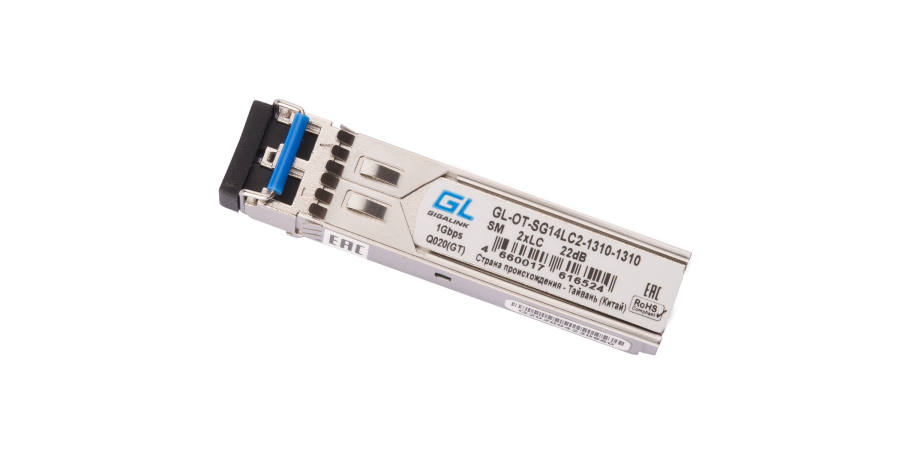 GL
GIGALINK
1Gbps
Q020(GT)
GL-OT-SG14LC2-1310-1310
SM 2xLC 22dB
4 660017 616524
Страна происхождения - Тайвань (Китай)
EAC
RoHS
Compliant
EAC